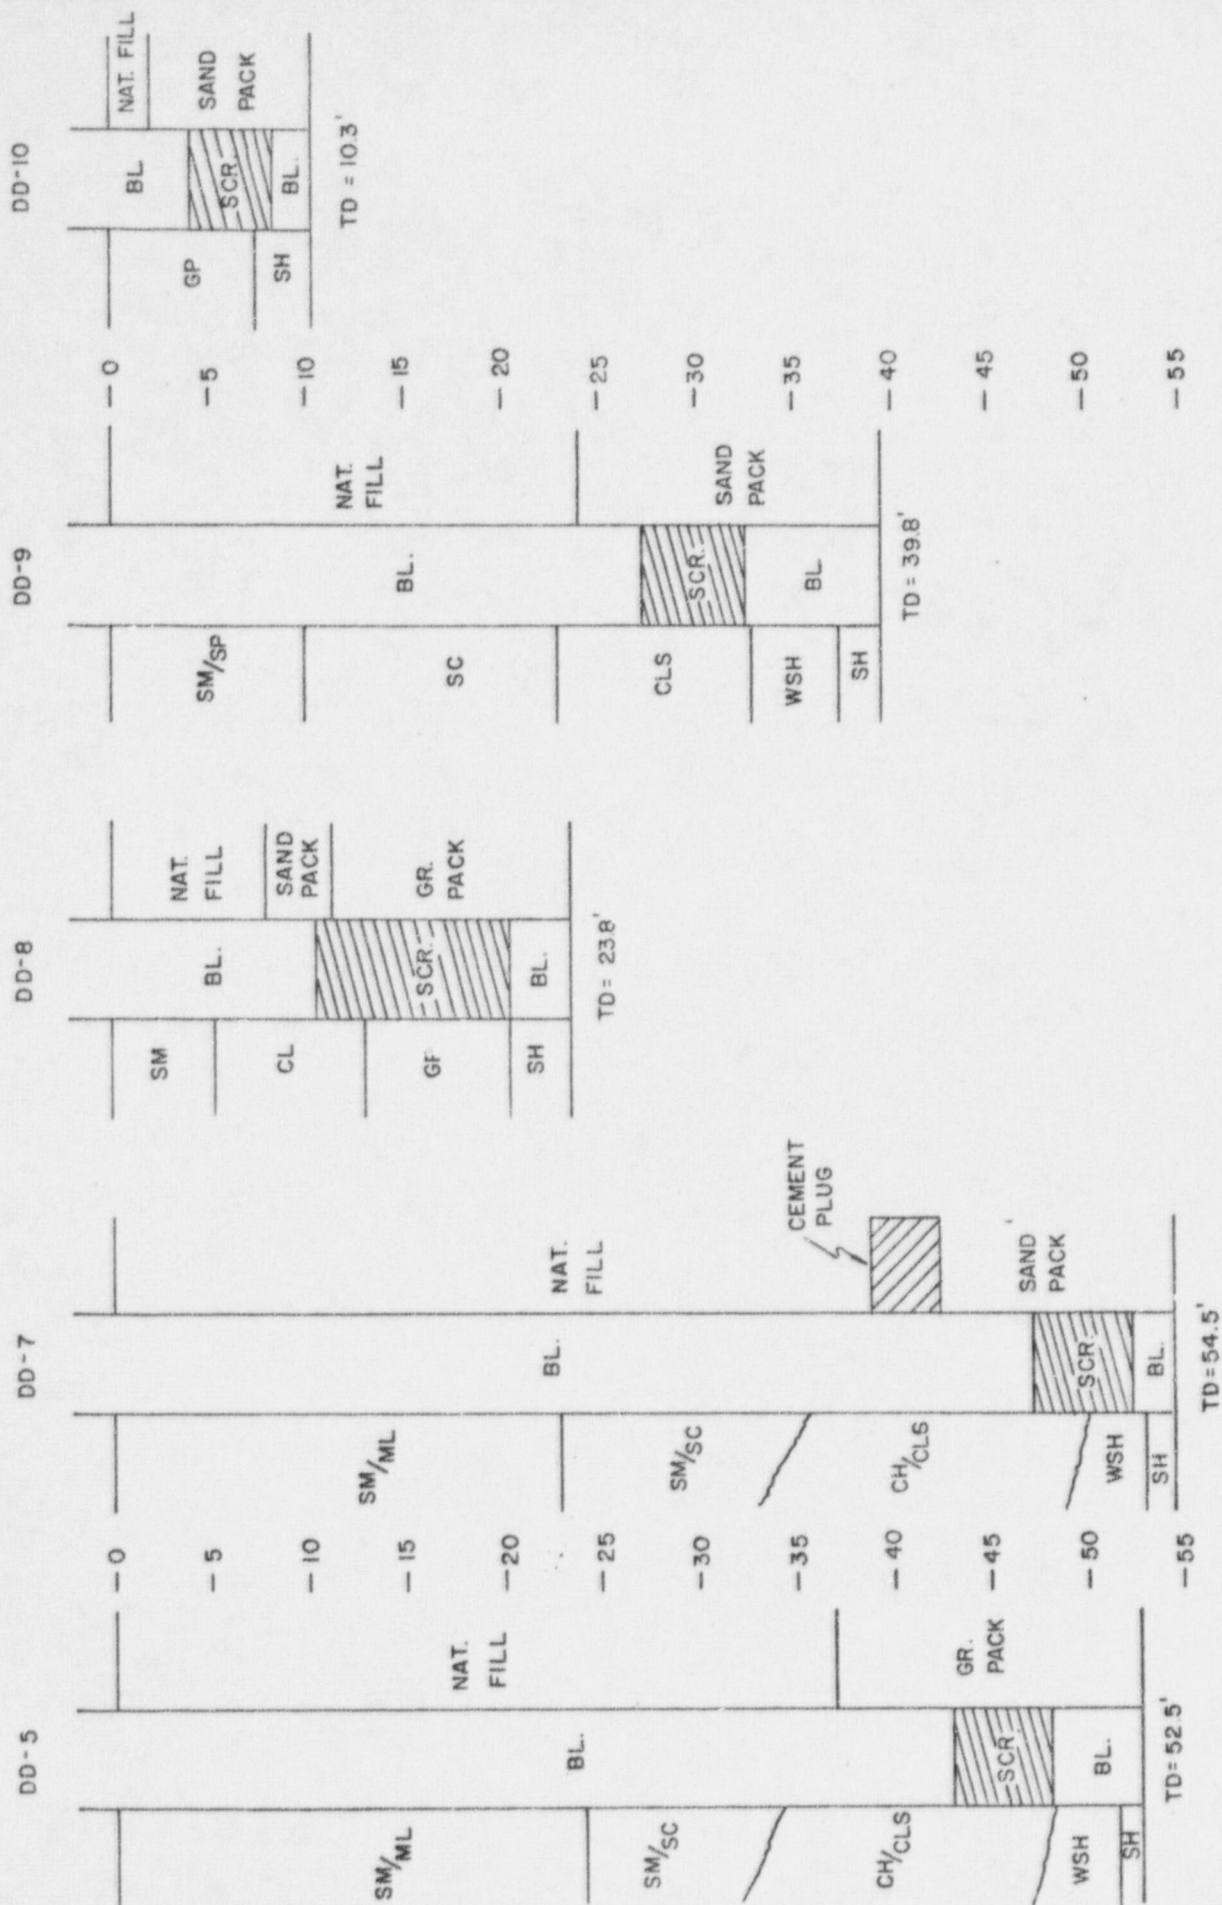 DD-5
NAT.
FILL
BL.
SM/ML
SM/SC
CH/CLS
GR.
PACK
SCR.
BL.
WSH
SH
TD=52.5'
—0
—5
—10
—15
—20
—25
—30
—35
—40
—45
—50
—55
DD-7
NAT.
FILL
BL.
SM/ML
SM/SC
CEMENT
PLUG
CH/CLS
SAND
PACK
SCR.
BL.
WSH
SH
TD=54.5'
DD-8
NAT.
FILL
BL.
SM
SAND
PACK
CL
GR.
PACK
SCR.
BL.
SH
TD= 23.8'
DD-9
NAT.
FILL
SM/SP
BL.
SC
SAND
PACK
SCR.
CLS
BL.
WSH
SH
TD= 39.8'
—0
—5
—10
—15
—20
—25
—30
—35
—40
—45
—50
—55
DD-10
NAT. FILL
BL.
SAND
PACK
GP
SCR.
BL.
SH
TD = 10.3'